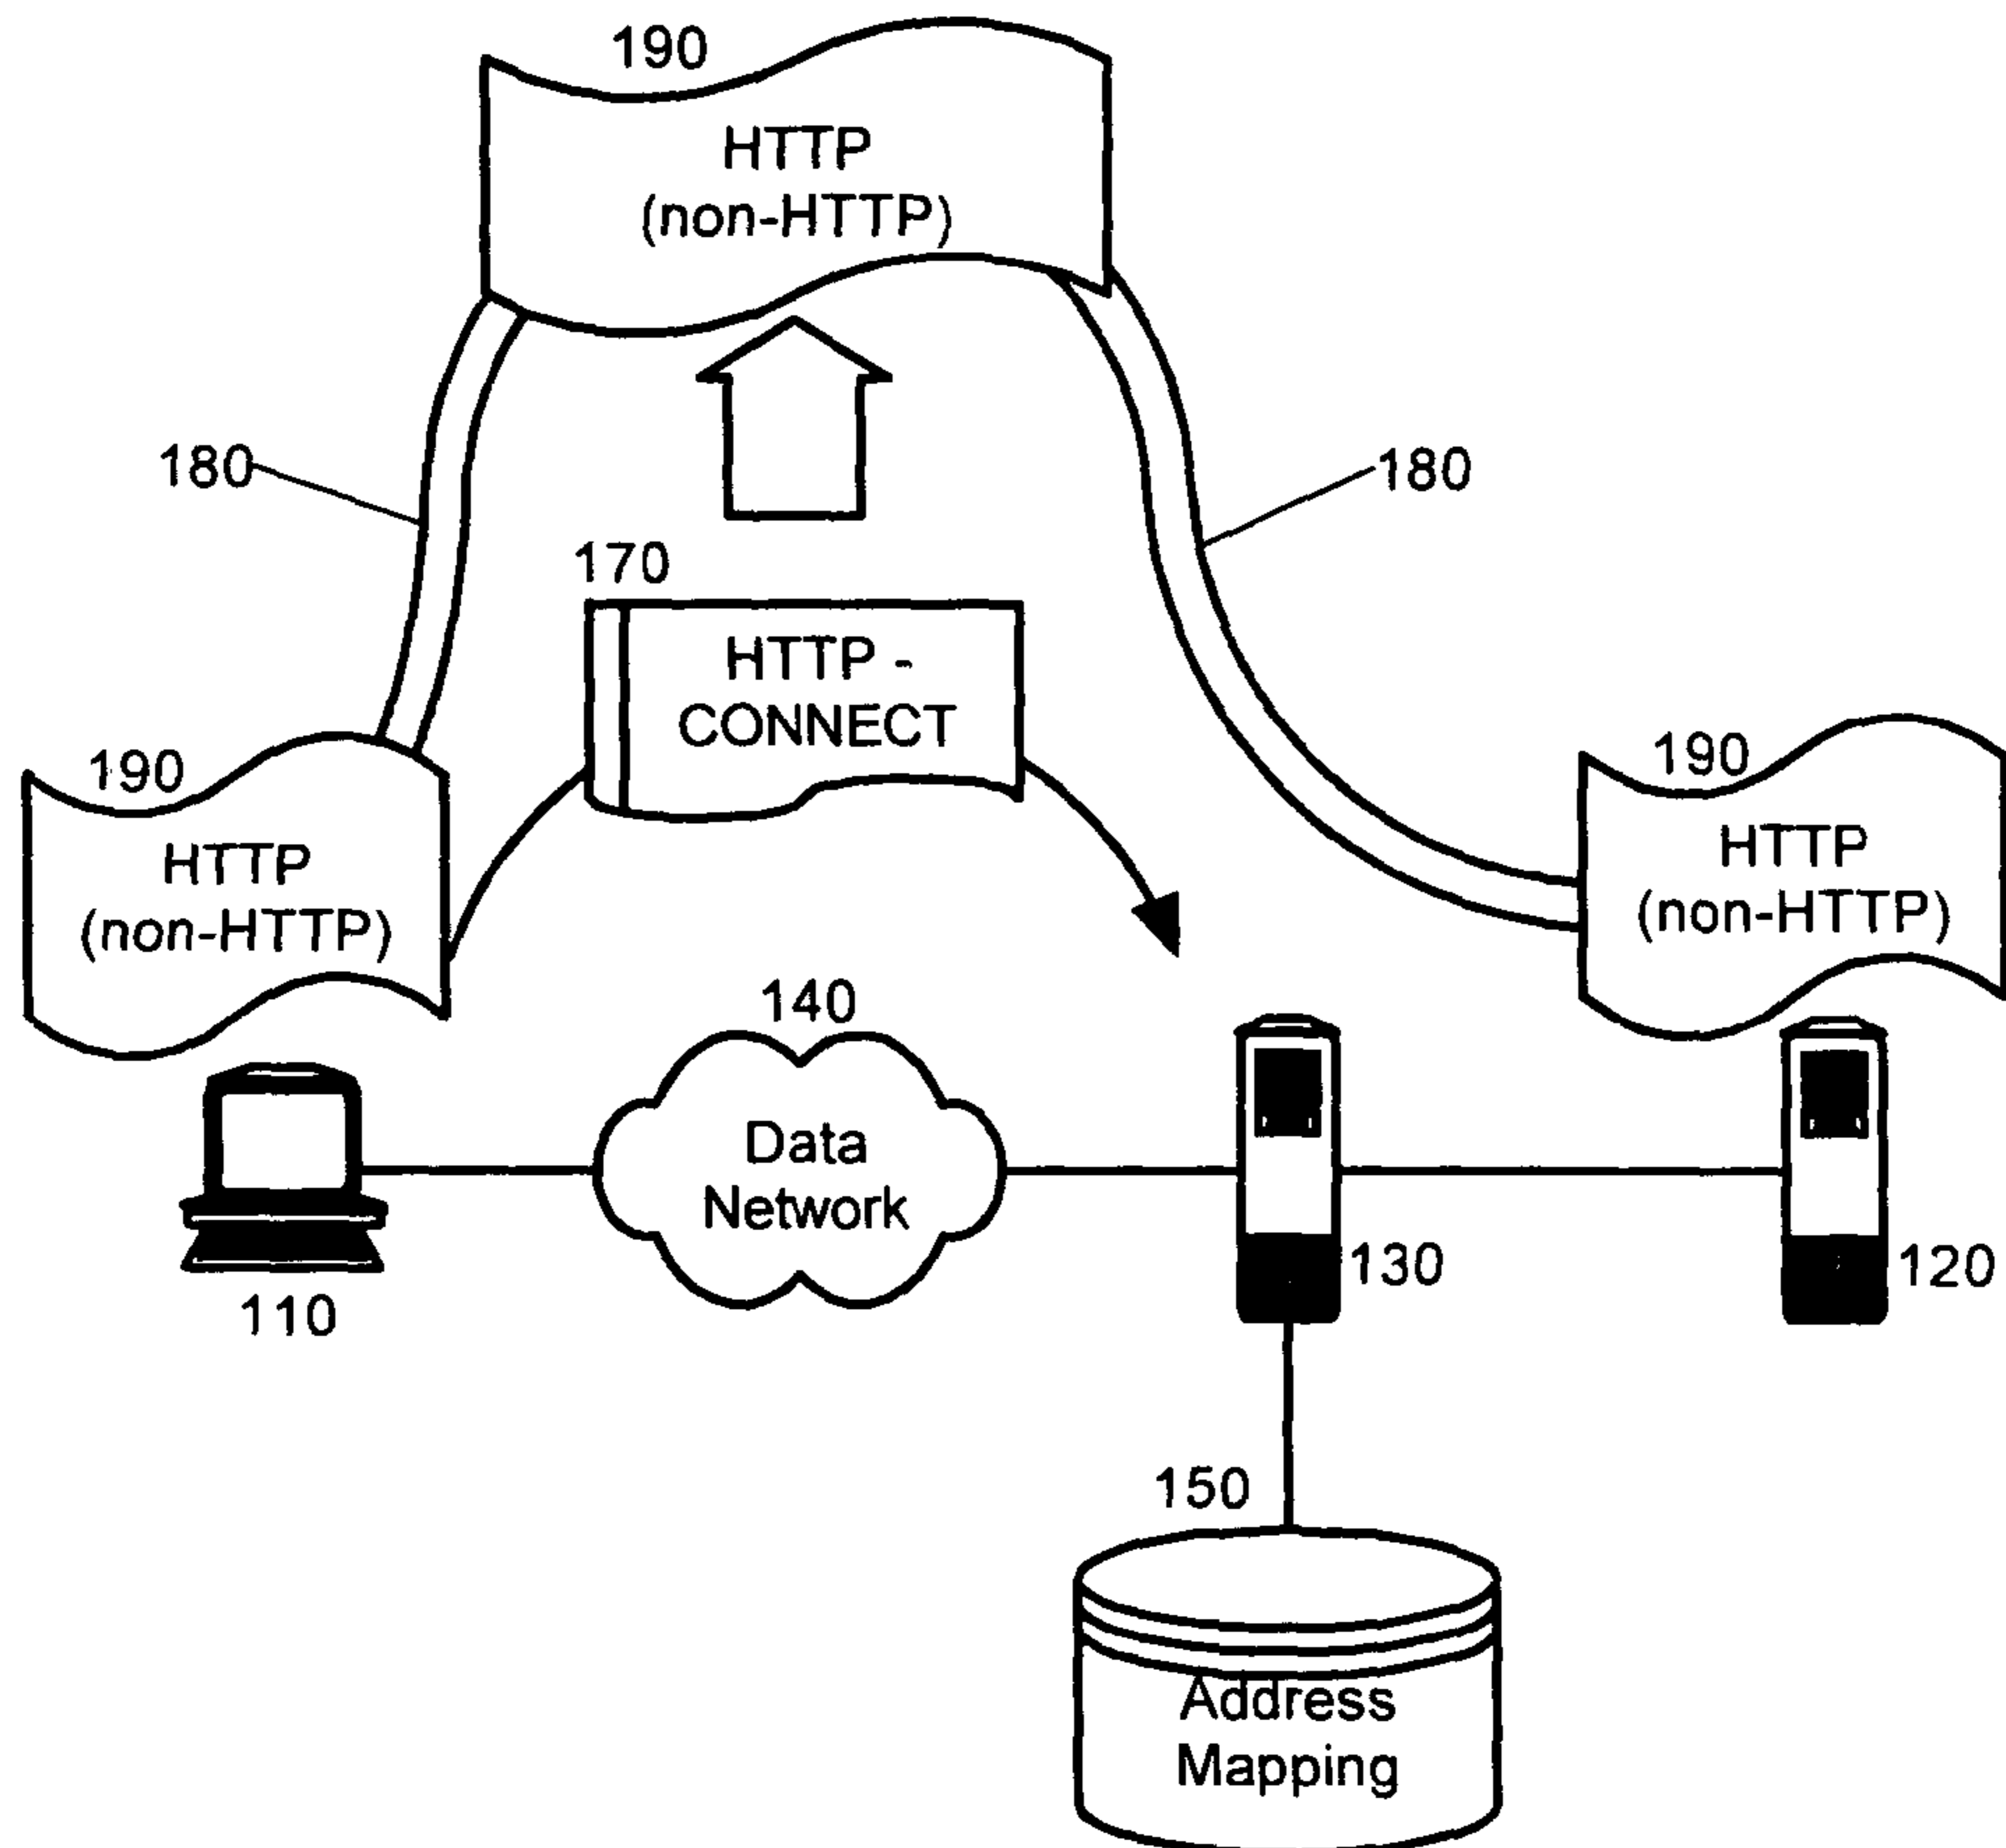 190
HTTP
(non-HTTP)
180
180
170
HTTP -
CONNECT
190
HTTP
(non-HTTP)
190
HTTP
(non-HTTP)
140
Data
Network
110
130
120
150
Address
Mapping